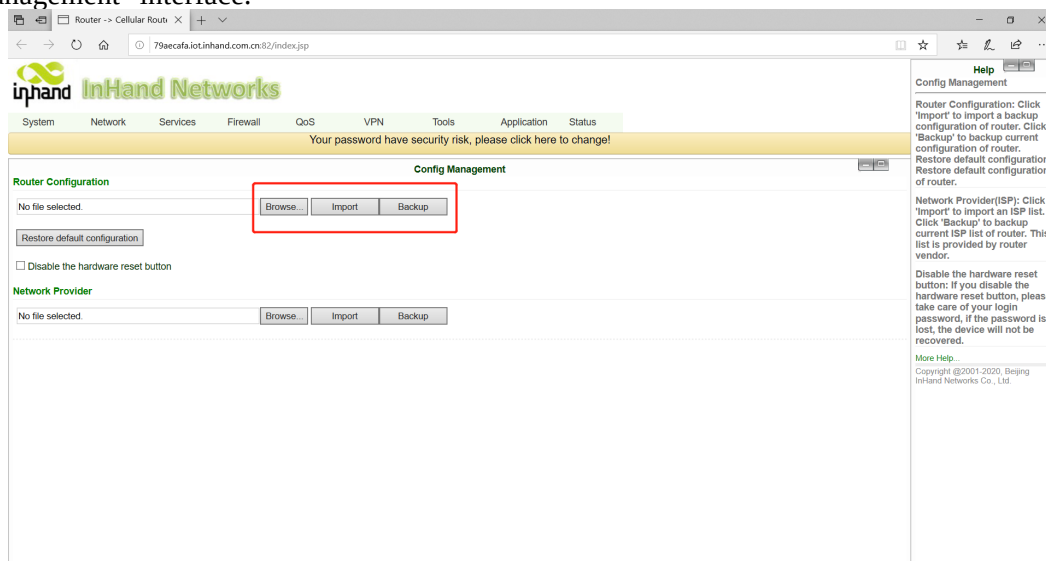 nagement" interface.
Router -> Cellular Route
79aecafa.iot.inhand.com.cn:82/index.jsp
inhand InHand Networks
System Network Services Firewall QoS VPN Tools Application Status
Your password have security risk, please click here to change!
Config Management
Router Configuration
No file selected. Browse... Import Backup
Restore default configuration
Disable the hardware reset button
Network Provider
No file selected. Browse... Import Backup
Help
Config Management
Router Configuration: Click
'Import' to import a backup
configuration of router. Click
'Backup' to backup current
configuration of router.
Restore default configuration
Restore default configuration
of router.
Network Provider(ISP): Click
'Import' to import an ISP list.
Click 'Backup' to backup
current ISP list of router. This
list is provided by router
vendor.
Disable the hardware reset
button: If you disable the
hardware reset button, pleas
take care of your login
password, if the password is
lost, the device will not be
recovered.
More Help...
Copyright @2001-2020, Beijing
InHand Networks Co., Ltd.